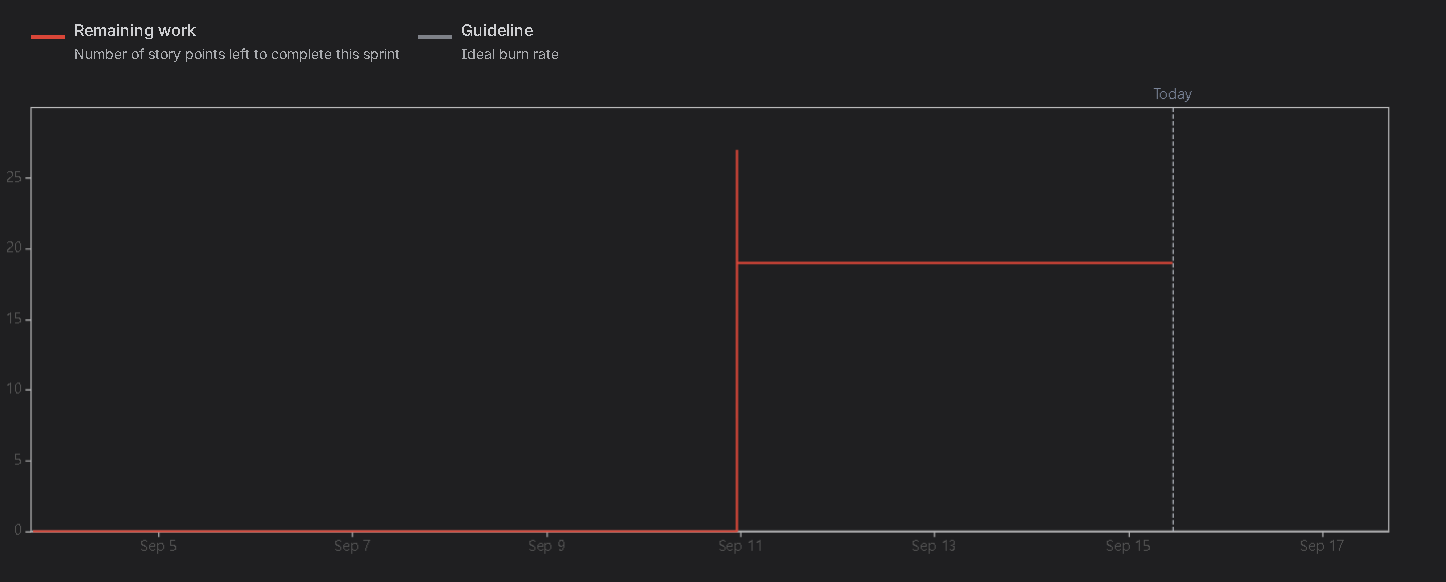 Remaining work
Number of story points left to complete this sprint
Guideline
Ideal burn rate
Today
25
20
15
10
5
0
Sep 5
Sep 7
Sep 9
Sep 11
Sep 13
Sep 15
Sep 17